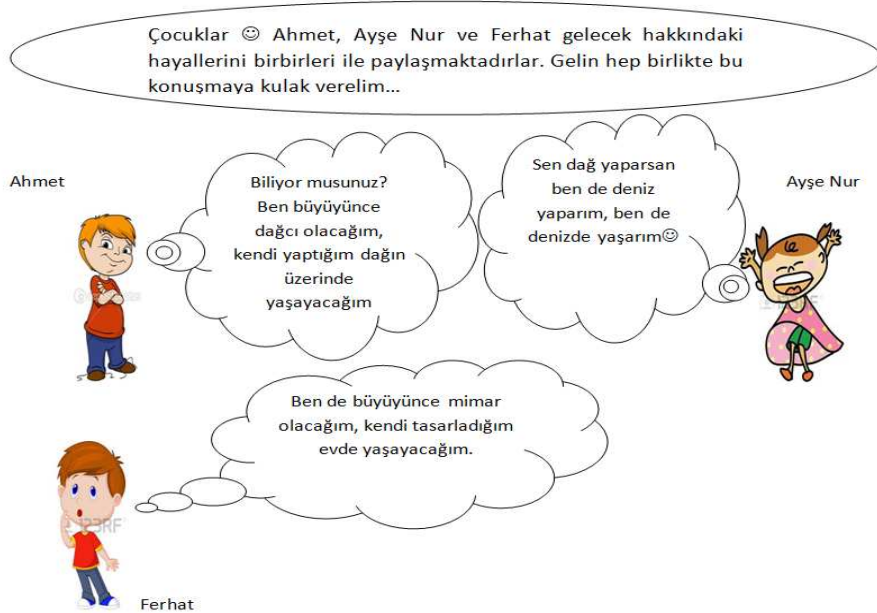 Çocuklar ☺ Ahmet, Ayşe Nur ve Ferhat gelecek hakkındaki
hayallerini birbirleri ile paylaşmaktadırlar. Gelin hep birlikte bu
konuşmaya kulak verelim...
Ahmet
Biliyor musunuz?
Ben büyüyünce
dağcı olacağım,
kendi yaptığım dağın
üzerinde
yaşayacağım
Sen dağ yaparsan
ben de deniz
yaparım, ben de
denizde yaşarım☺
Ayşe Nur
Ben de büyüyünce mimar
olacağım, kendi tasarladığım
evde yaşayacağım.
123RF
Ferhat